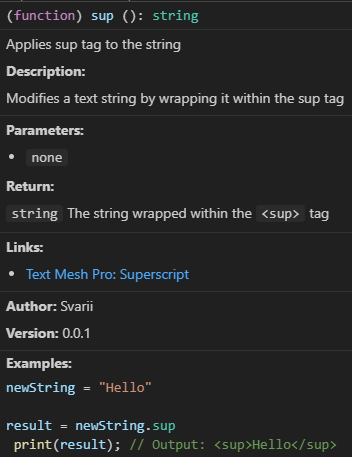 (function) sup (): string
Applies sup tag to the string
Description:
Modifies a text string by wrapping it within the sup tag
Parameters:
• none
Return:
string The string wrapped within the <sup> tag
Links:
• Text Mesh Pro: Superscript
Author: Svarii
Version: 0.0.1
Examples:
newString = "Hello"
result = newString.sup
print(result); // Output: <sup>Hello</sup>